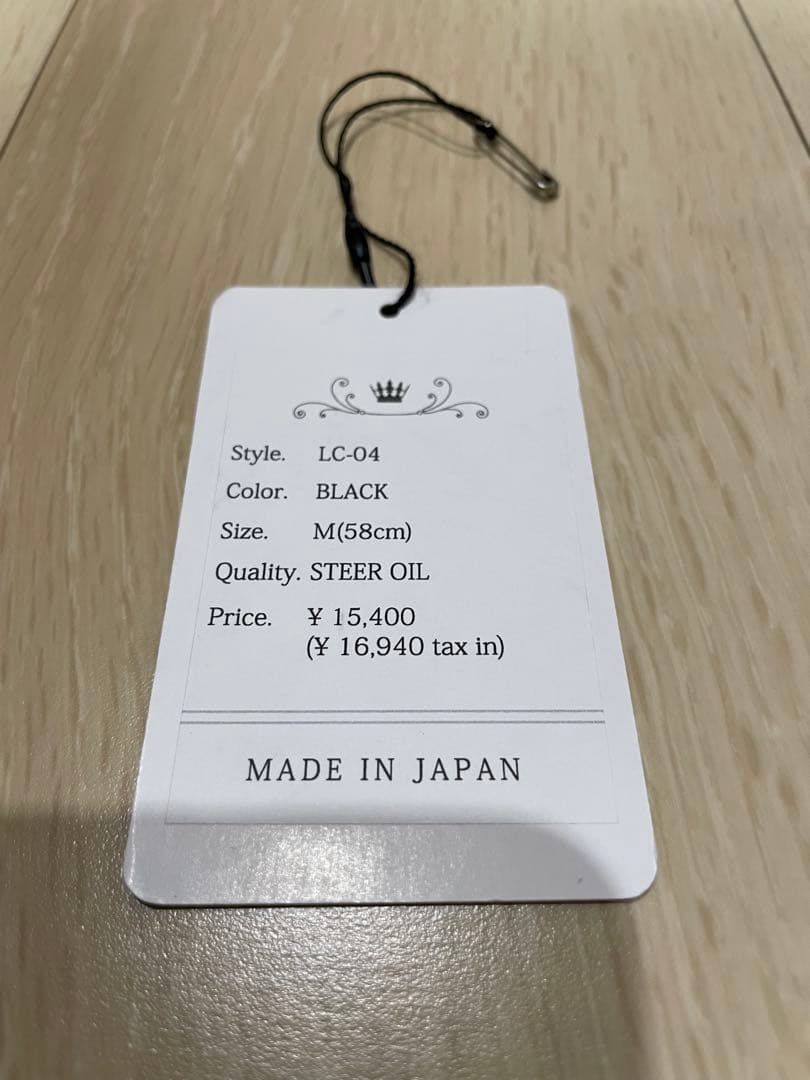 Style. LC-04
Color. BLACK
Size. M(58cm)
Quality. STEER OIL
Price. ¥ 15,400
(¥ 16,940 tax in)
MADE IN JAPAN